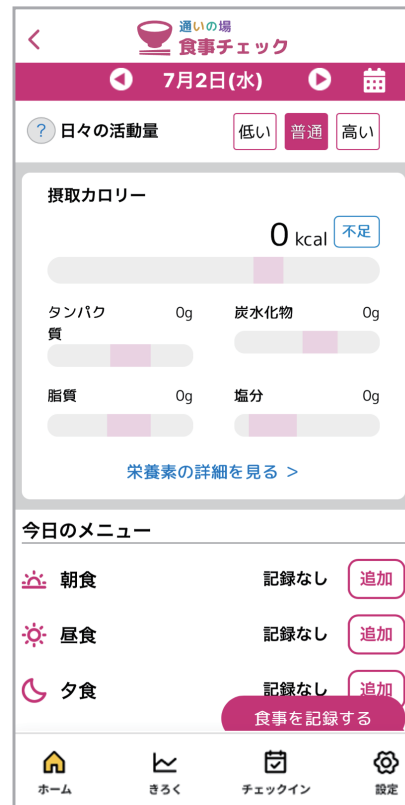 通いの場
食事チェック
7月2日(水)
? 日々の活動量 低い 普通 高い
摂取カロリー
0 kcal 不足
タンパク質 0g 炭水化物 0g
脂質 0g 塩分 0g
栄養素の詳細を見る >
今日のメニュー
朝食 記録なし 追加
昼食 記録なし 追加
夕食 記録なし 追加
食事を記録する
ホーム きろく チェックイン 設定